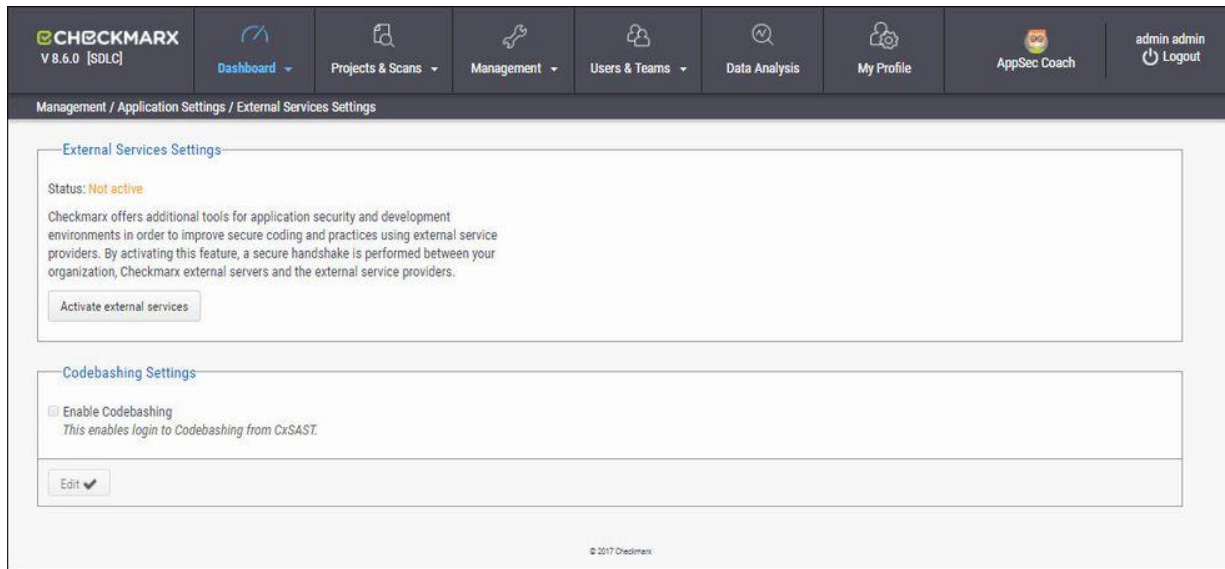 CHECKMARX
V 8.6.0 [SDLC]
Dashboard
Projects & Scans
Management
Users & Teams
Data Analysis
My Profile
AppSec Coach
admin admin
Logout
Management / Application Settings / External Services Settings
External Services Settings
Status: Not active
Checkmarx offers additional tools for application security and development
environments in order to improve secure coding and practices using external service
providers. By activating this feature, a secure handshake is performed between your
organization, Checkmarx external servers and the external service providers.
Activate external services
Codebashing Settings
Enable Codebashing
This enables login to Codebashing from CxSAST.
Edit
© 2017 Checkmarx